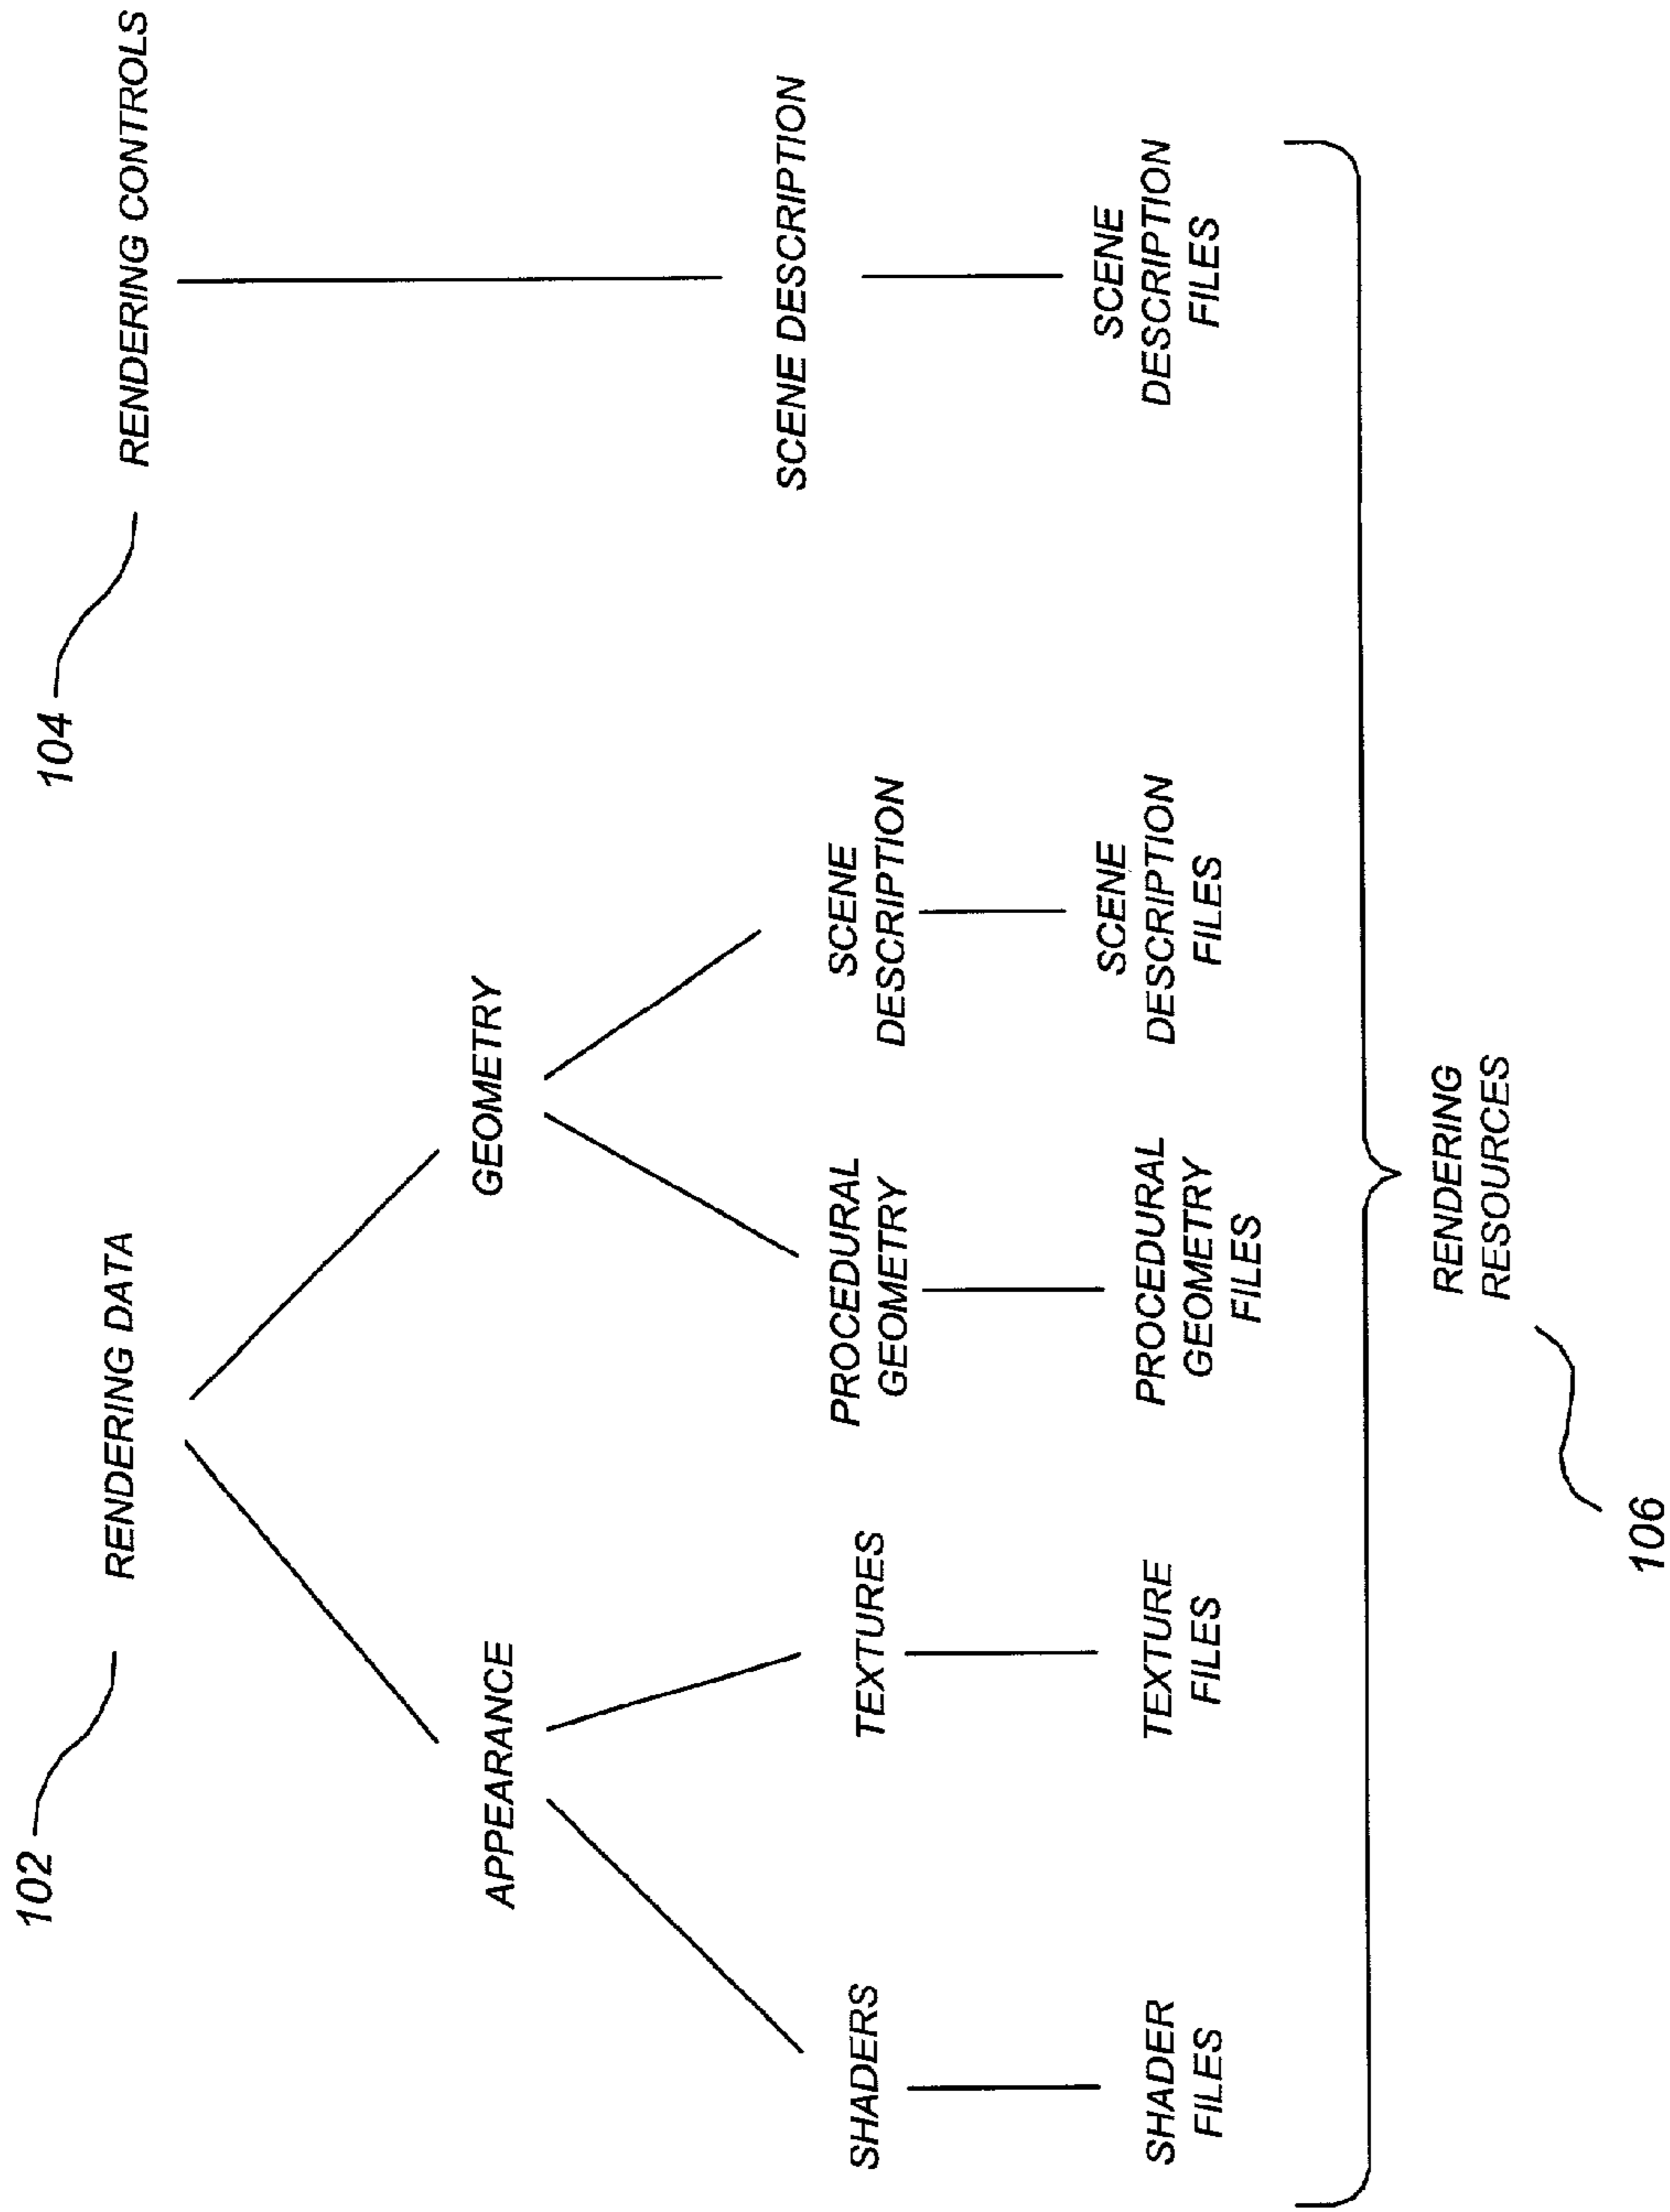 102
RENDERING DATA
104
RENDERING CONTROLS
APPEARANCE
GEOMETRY
SHADERS
TEXTURES
PROCEDURAL
GEOMETRY
SCENE
DESCRIPTION
SCENE DESCRIPTION
SHADER
FILES
TEXTURE
FILES
PROCEDURAL
GEOMETRY
FILES
SCENE
DESCRIPTION
FILES
SCENE
DESCRIPTION
FILES
RENDERING
RESOURCES
106